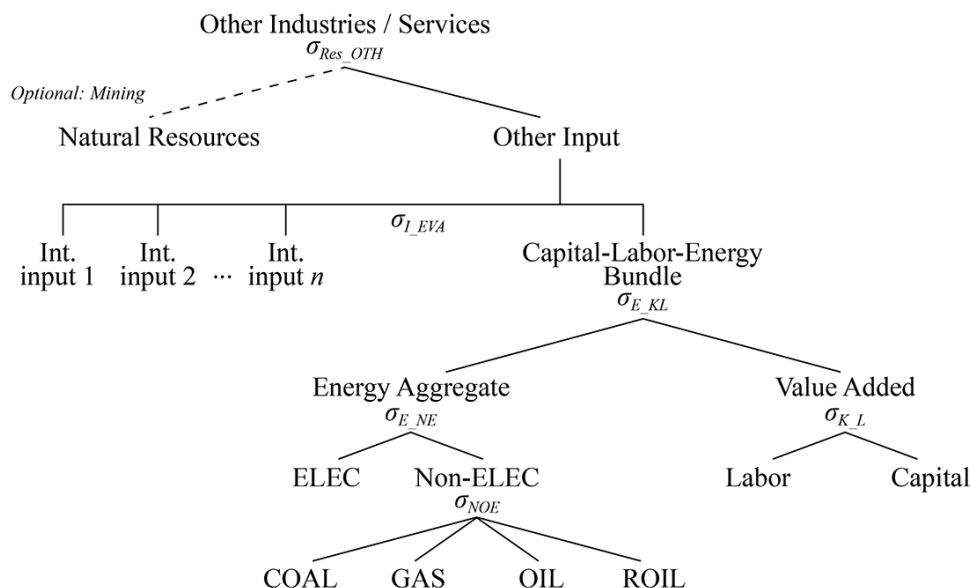 Other Industries / Services
σRes_OTH
Optional: Mining
Natural Resources
Other Input
σI_EVA
Int. input 1
Int. input 2
...
Int. input n
Capital-Labor-Energy
Bundle
σE_KL
Energy Aggregate
Value Added
σE_NE
σK_L
ELEC
Non-ELEC
Labor
Capital
σNOE
COAL
GAS
OIL
ROIL